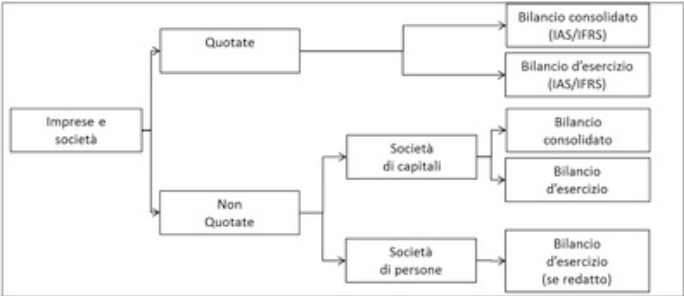 Imprese e
società
Quotate
Non
Quotate
Società
di capitali
Società
di persone
Bilancio consolidato
(IAS/IFRS)
Bilancio d'esercizio
(IAS/IFRS)
Bilancio
consolidato
Bilancio
d'esercizio
Bilancio
d'esercizio
(se redatto)